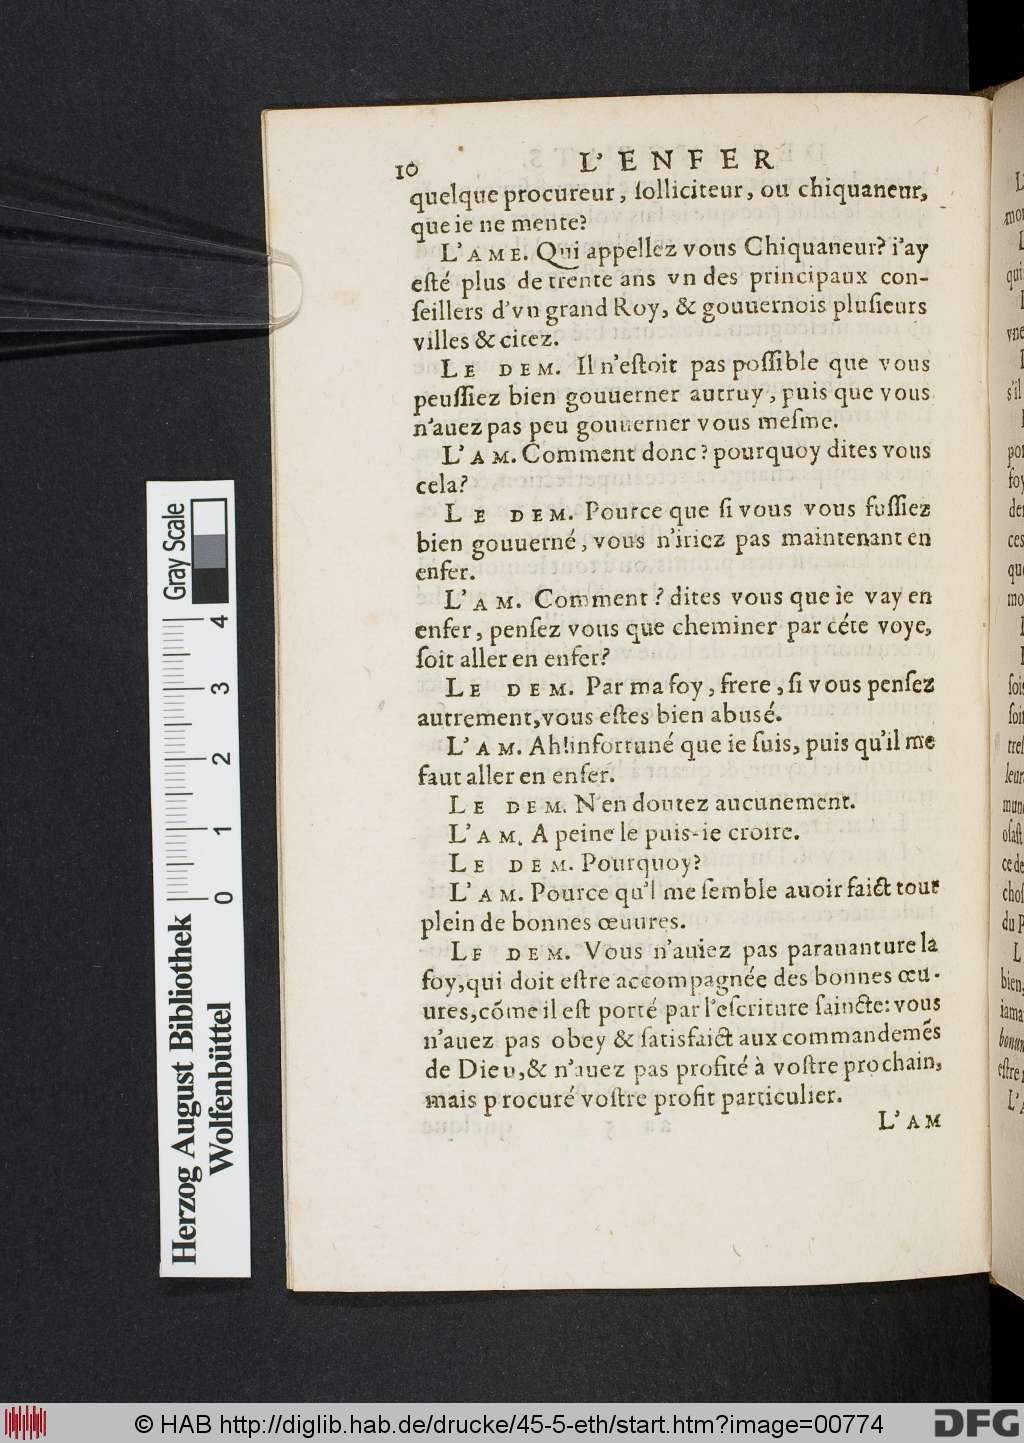 10 L'ENFER
quelque procureur, ſolliciteur, ou chiquaneur,
que ie ne mente?
L'AME. Qui appellez vous Chiquaneur? i'ay
eſté plus de trente ans vn des principaux con-
ſeillers d'vn grand Roy, & gouuernois pluſieurs
villes & citez.
LE DEM. Il n'eſtoit pas poſſible que vous
peuſſiez bien gouuerner autruy, puis que vous
n'auez pas peu gouuerner vous meſme.
L'AM. Comment donc? pourquoy dites vous
cela?
LE DEM. Pource que ſi vous vous fuſſiez
bien gouuerné, vous n'iriez pas maintenant en
enfer.
L'AM. Comment? dites vous que ie vay en
enfer, penſez vous que cheminer par céte voye,
ſoit aller en enfer?
LE DEM. Par ma foy, frere, ſi vous penſez
autrement, vous eſtes bien abusé.
L'AM. Ah! infortuné que ie ſuis, puis qu'il me
faut aller en enfer.
LE DEM. N'en doutez aucunement.
L'AM. A peine le puis-ie croire.
LE DEM. Pourquoy?
L'AM. Pource qu'l me ſemble auoir faict tout
plein de bonnes œuures.
LE DEM. Vous n'auiez pas parauanture la
foy, qui doit eſtre accompagnée des bonnes œu-
ures, cõme il eſt porté par l'eſcriture ſaincte: vous
n'auez pas obey & ſatisfaict aux commandemẽs
de Dieu, & n'auez pas profité à voſtre prochain,
mais procuré voſtre profit particulier.
L'AM
Gray Scale
0 1 2 3 4
Herzog August Bibliothek
Wolfenbüttel
© HAB http://diglib.hab.de/drucke/45-5-eth/start.htm?image=00774
DFG